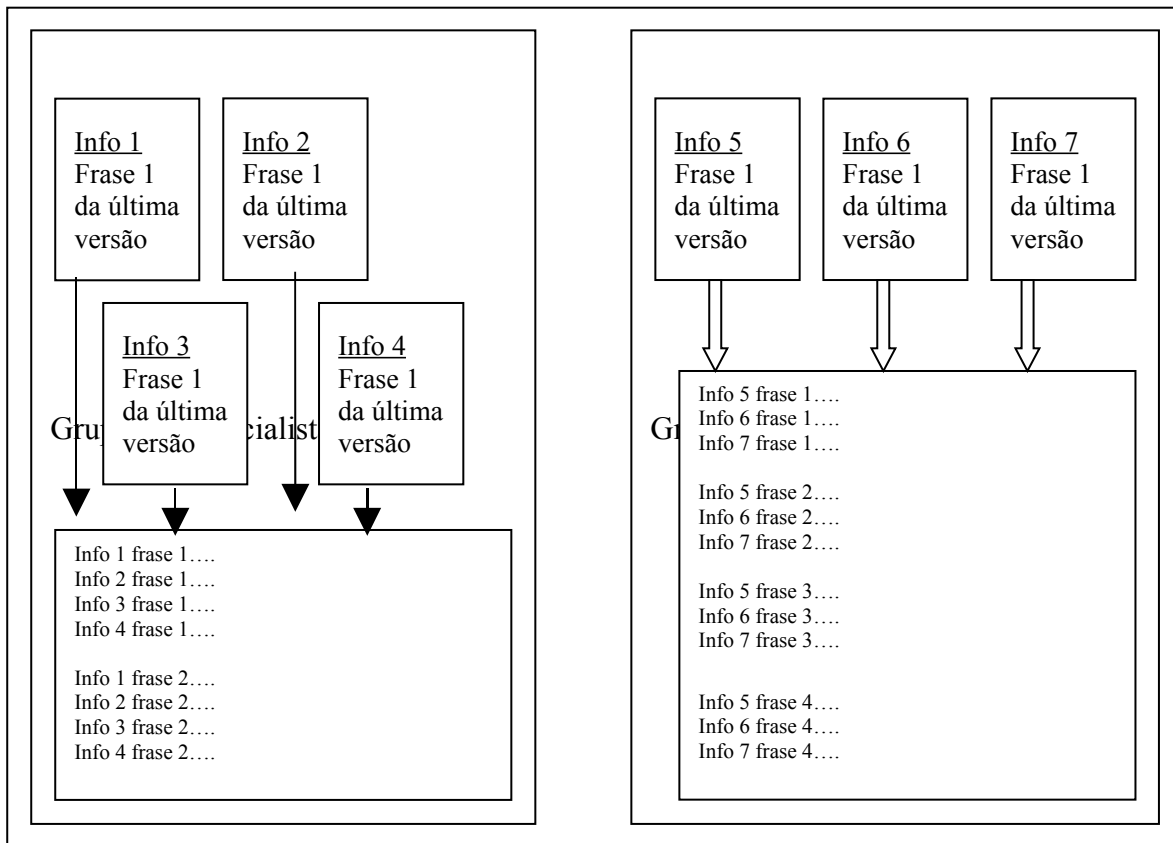 Info 1
Frase 1
da última
versão
Info 2
Frase 1
da última
versão
Info 3
Frase 1
da última
versão
Info 4
Frase 1
da última
versão
Info 1 frase 1….
Info 2 frase 1….
Info 3 frase 1….
Info 4 frase 1….
Info 1 frase 2….
Info 2 frase 2….
Info 3 frase 2….
Info 4 frase 2….
Info 5
Frase 1
da última
versão
Info 6
Frase 1
da última
versão
Info 7
Frase 1
da última
versão
Info 5 frase 1….
Info 6 frase 1….
Info 7 frase 1….
Info 5 frase 2….
Info 6 frase 2….
Info 7 frase 2….
Info 5 frase 3….
Info 6 frase 3….
Info 7 frase 3….
Info 5 frase 4….
Info 6 frase 4….
Info 7 frase 4….